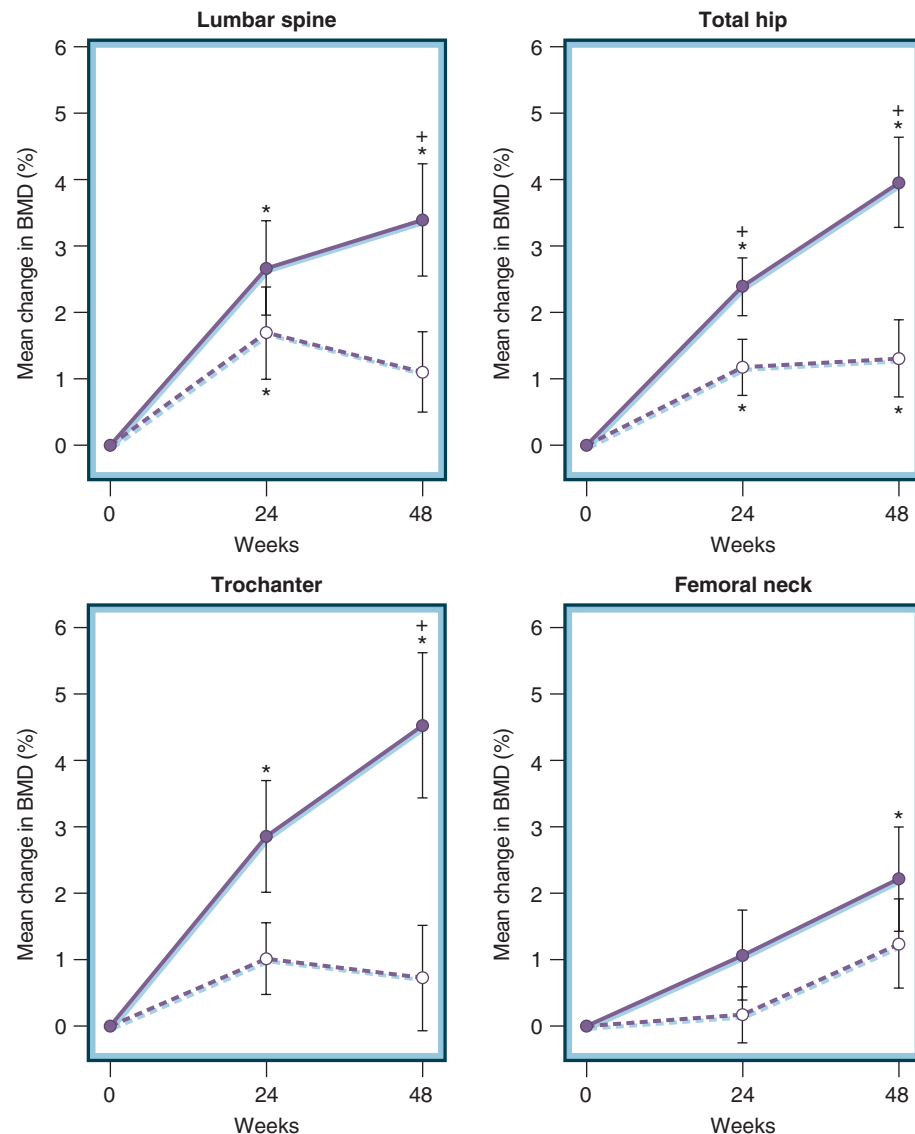 Lumbar spine
Mean change in BMD (%)
6
5
4
3
2
1
0
+
*
*
*
0 24 48
Weeks
Total hip
Mean change in BMD (%)
6
5
4
3
2
1
0
+
*
+
*
*
*
0 24 48
Weeks
Trochanter
Mean change in BMD (%)
6
5
4
3
2
1
0
+
*
*
0 24 48
Weeks
Femoral neck
Mean change in BMD (%)
6
5
4
3
2
1
0
*
0 24 48
Weeks